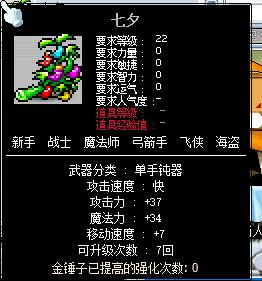 七夕
要求等级: 22
要求力量: 0
要求敏捷: 0
要求智力: 0
要求运气: 0
要求人气度: -
道具等级: -
道具经验值: -
新手 战士 魔法师 弓箭手 飞侠 海盗
武器分类 : 单手钝器
攻击速度 : 快
攻击力 : +37
魔法力 : +34
移动速度 : +7
可升级次数 : 7回
金锤子已提高的强化次数: 0